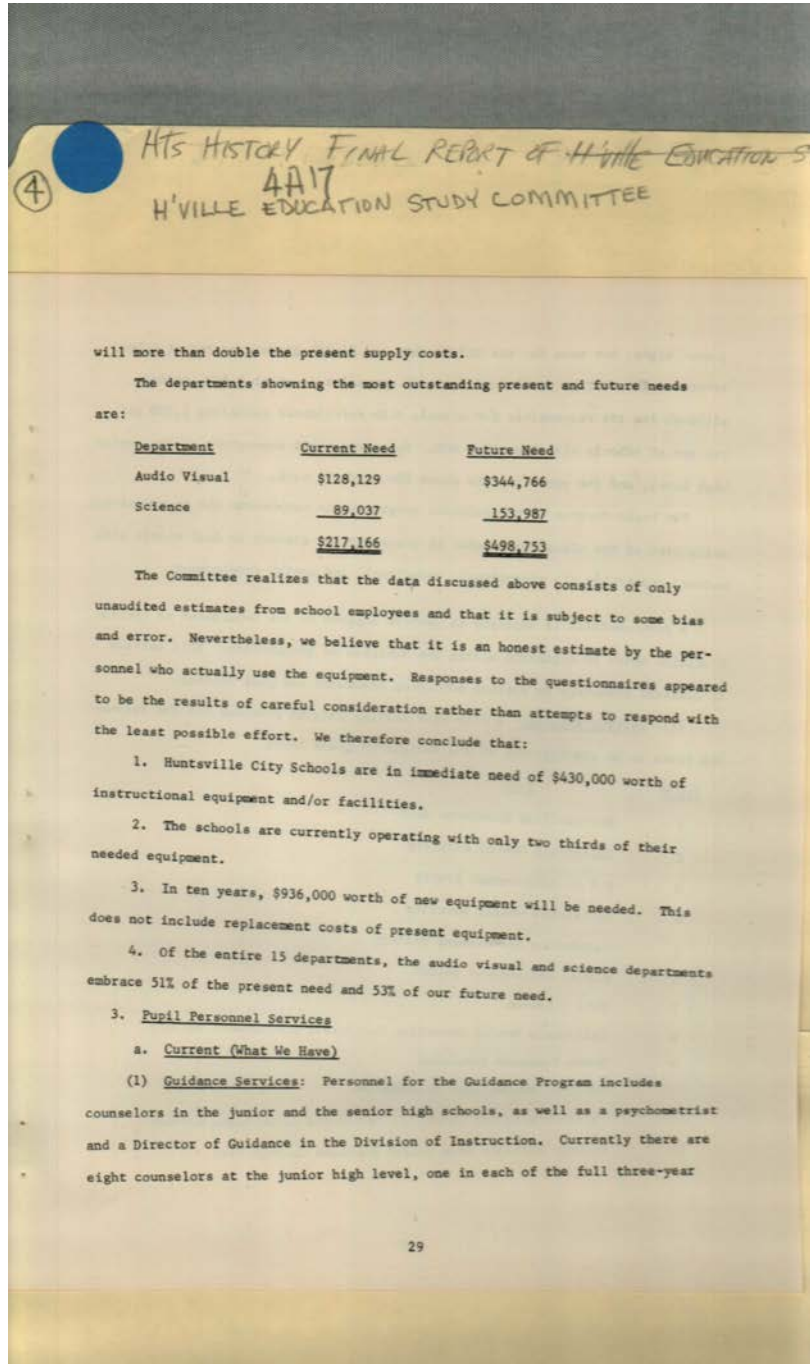 HTS HISTORY FINAL REPORT OF H'VILLE EDUCATION S
4
4A17
H'VILLE EDUCATION STUDY COMMITTEE
will more than double the present supply costs.
The departments showning the most outstanding present and future needs
are:
Department Current Need Future Need
Audio Visual $128,129 $344,766
Science 89,037 153,987
$217,166 $498,753
The Committee realizes that the data discussed above consists of only
unaudited estimates from school employees and that it is subject to some bias
and error. Nevertheless, we believe that it is an honest estimate by the per-
sonnel who actually use the equipment. Responses to the questionnaires appeared
to be the results of careful consideration rather than attempts to respond with
the least possible effort. We therefore conclude that:
1. Huntsville City Schools are in immediate need of $430,000 worth of
instructional equipment and/or facilities.
2. The schools are currently operating with only two thirds of their
needed equipment.
3. In ten years, $936,000 worth of new equipment will be needed. This
does not include replacement costs of present equipment.
4. Of the entire 15 departments, the audio visual and science departments
embrace 51% of the present need and 53% of our future need.
3. Pupil Personnel Services
a. Current (What We Have)
(1) Guidance Services: Personnel for the Guidance Program includes
counselors in the junior and the senior high schools, as well as a psychometrist
and a Director of Guidance in the Division of Instruction. Currently there are
eight counselors at the junior high level, one in each of the full three-year
29